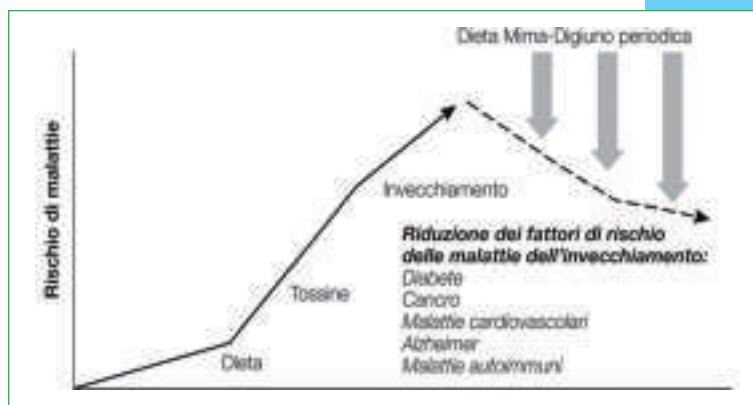 Dieta Mima-Digiuno periodica
Rischio di malattie
Invecchiamento
Tossine
Dieta
Riduzione dei fattori di rischio
delle malattie dell'invecchiamento:
Diabete
Cancro
Malattie cardiovascolari
Alzheimer
Malattie autoimmuni